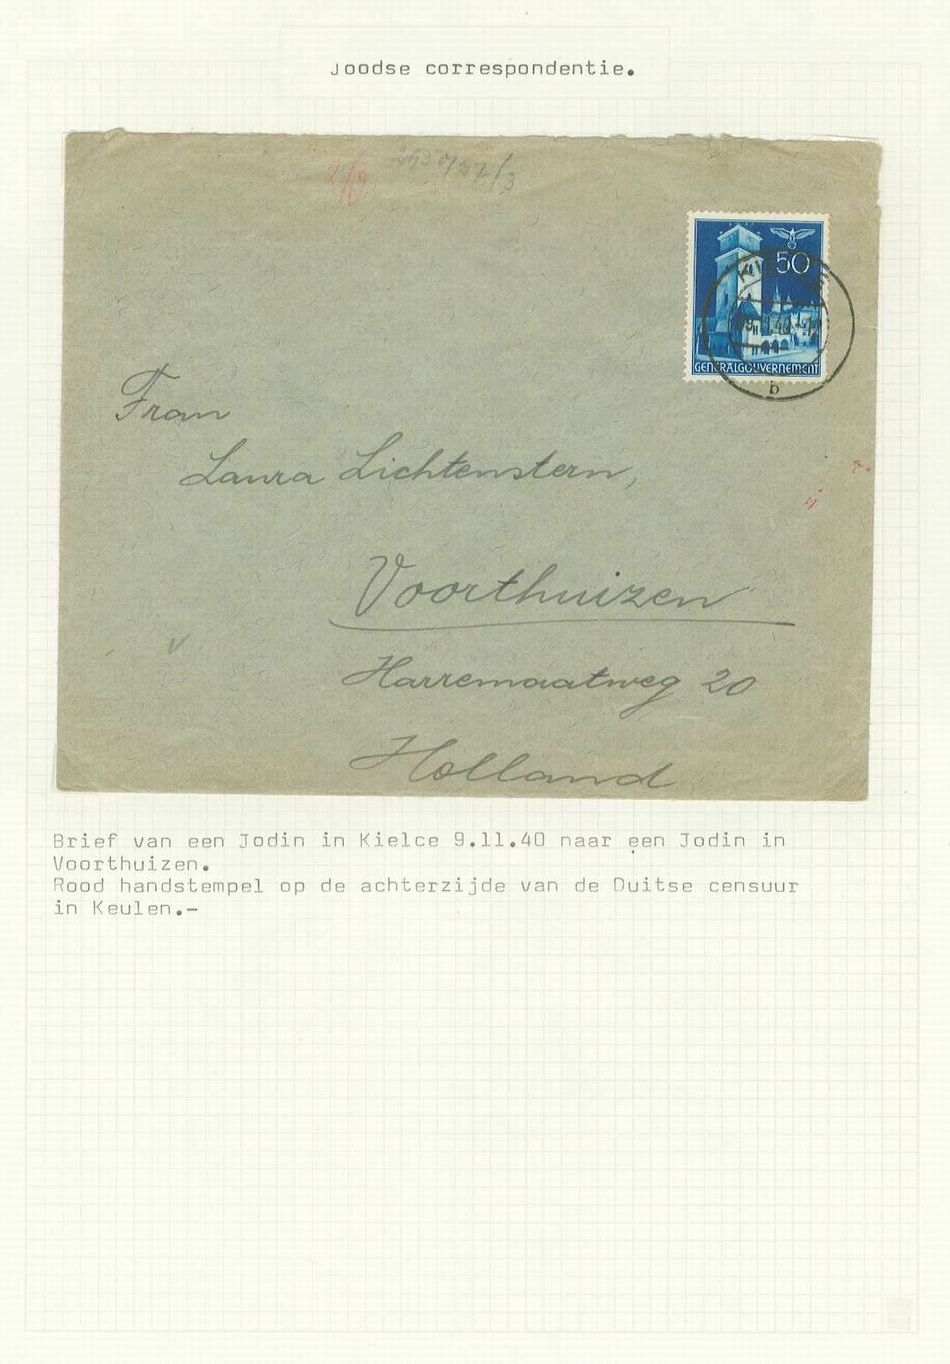 Joodse correspondentie.
50
GENERALGOUVERNEMENT
b
Frau
Laura Lichtenstern,
Voorthuizen
Harremaatweg 20
Holland
Brief van een Jodin in Kielce 9.11.40 naar een Jodin in
Voorthuizen.
Rood handstempel op de achterzijde van de Duitse censuur
in Keulen.-